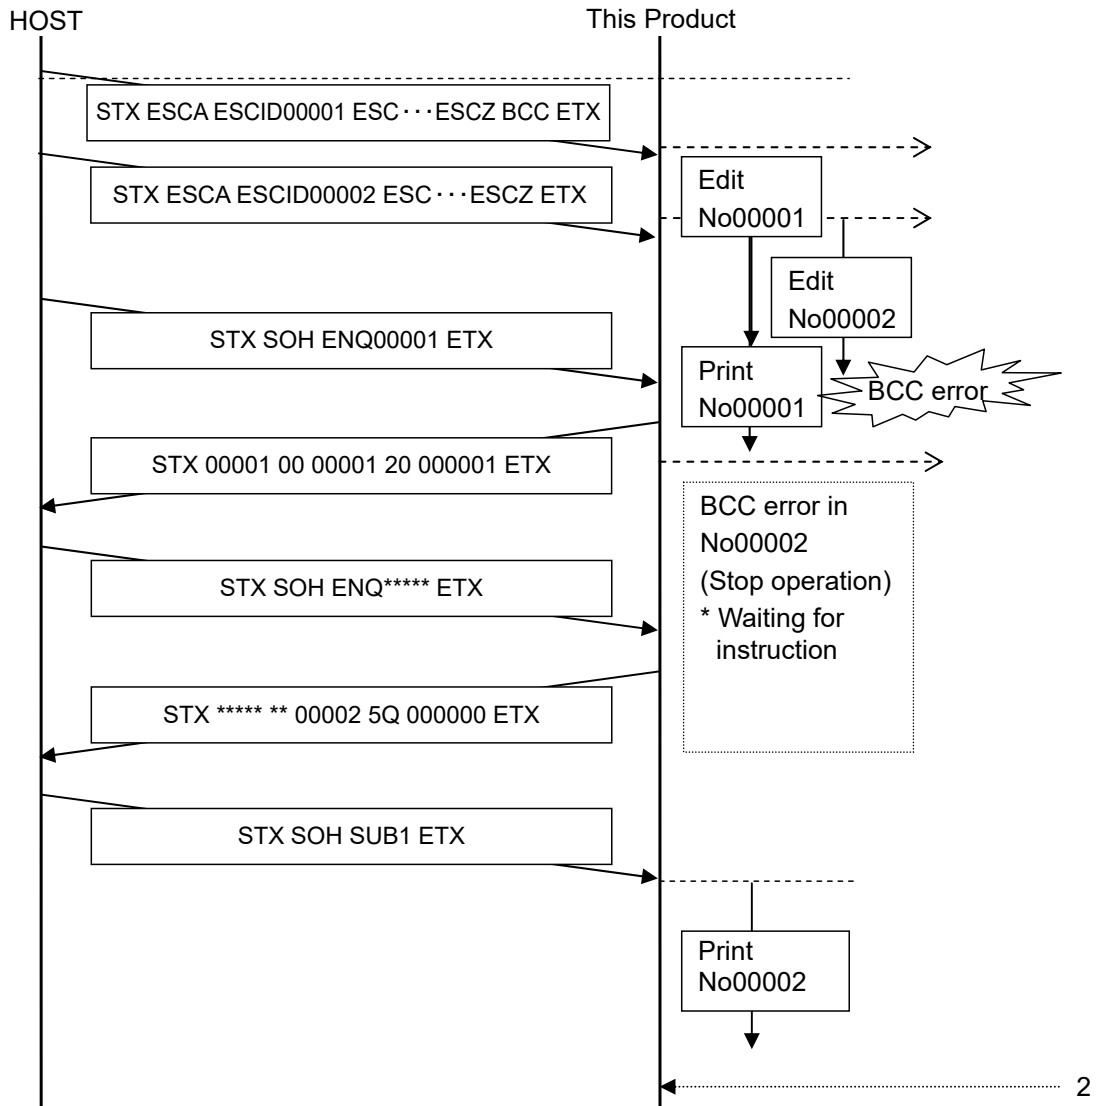 HOST
This Product
STX ESCA ESCID00001 ESC･･･ESCZ BCC ETX
STX ESCA ESCID00002 ESC･･･ESCZ ETX
Edit
No00001
Edit
No00002
STX SOH ENQ00001 ETX
Print
No00001
BCC error
STX 00001 00 00001 20 000001 ETX
BCC error in
No00002
(Stop operation)
* Waiting for
instruction
STX SOH ENQ***** ETX
STX ***** ** 00002 5Q 000000 ETX
STX SOH SUB1 ETX
Print
No00002
2